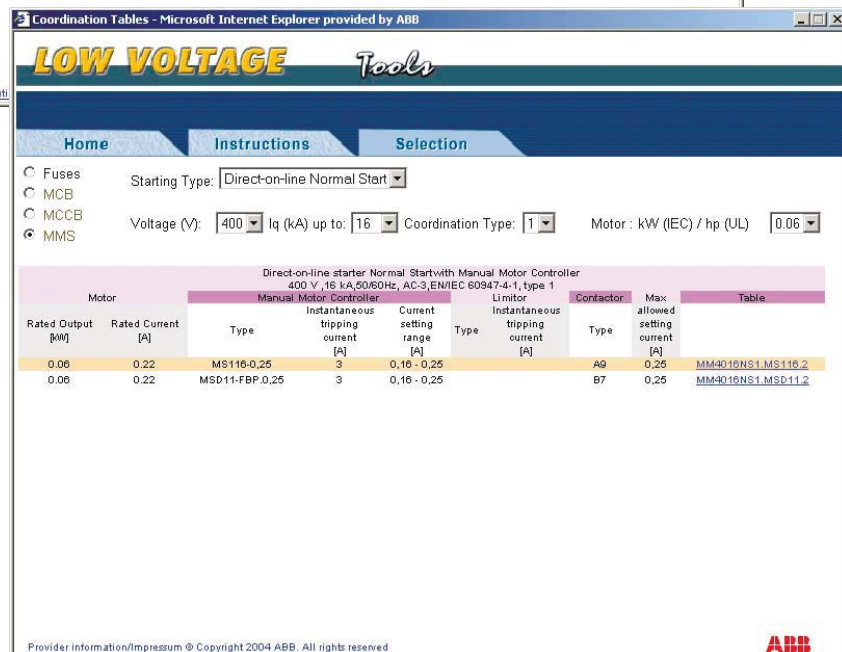 Coordination Tables - Microsoft Internet Explorer provided by ABB
LOW VOLTAGE Tools
Home Instructions Selection
Fuses
MCB
MCCB
MMS
Starting Type: Direct-on-line Normal Start
Voltage (V): 400 Iq (kA) up to: 16 Coordination Type: 1 Motor : kW (IEC) / hp (UL) 0.06
Direct-on-line starter Normal Startwith Manual Motor Controller
400 V ,16 kA,50/60Hz, AC-3,EN/IEC 60947-4-1, type 1
Motor Manual Motor Controller Limitor Contactor Max allowed setting current [A] Table
Rated Output [kW] Rated Current [A] Type Instantaneous tripping current [A] Current setting range [A] Type Instantaneous tripping current [A] Type
0.06 0.22 MS116-0,25 3 0,16 - 0,25 A9 0,25 MM4016NS1.MS116.2
0.06 0.22 MSD11-FBP.0,25 3 0,16 - 0,25 B7 0,25 MM4016NS1.MSD11.2
Provider information/Impressum © Copyright 2004 ABB. All rights reserved
ABB